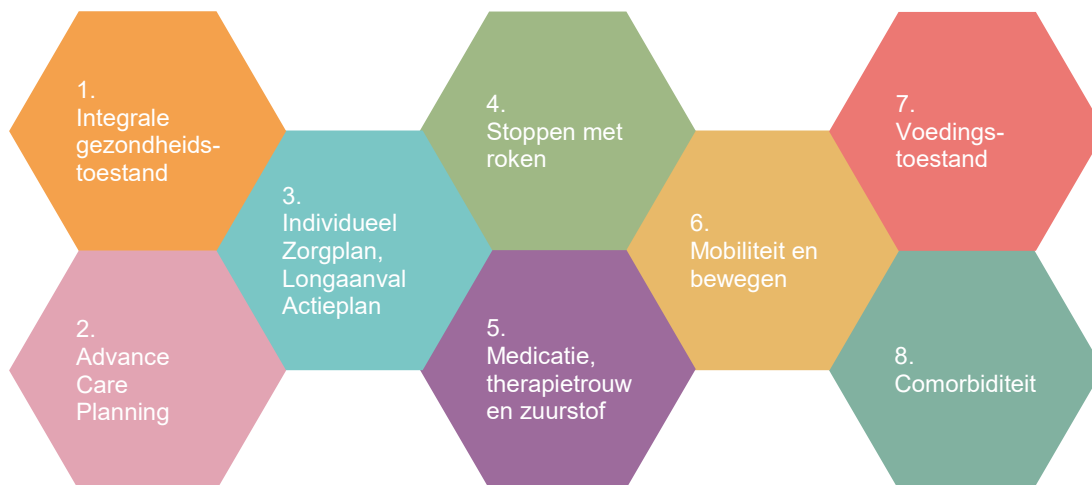 1.
Integrale
gezondheids-
toestand
2.
Advance
Care
Planning
3.
Individueel
Zorgplan,
Longaanval
Actieplan
4.
Stoppen met
roken
5.
Medicatie,
therapietrouw
en zuurstof
6.
Mobiliteit en
bewegen
7.
Voedings-
toestand
8.
Comorbiditeit